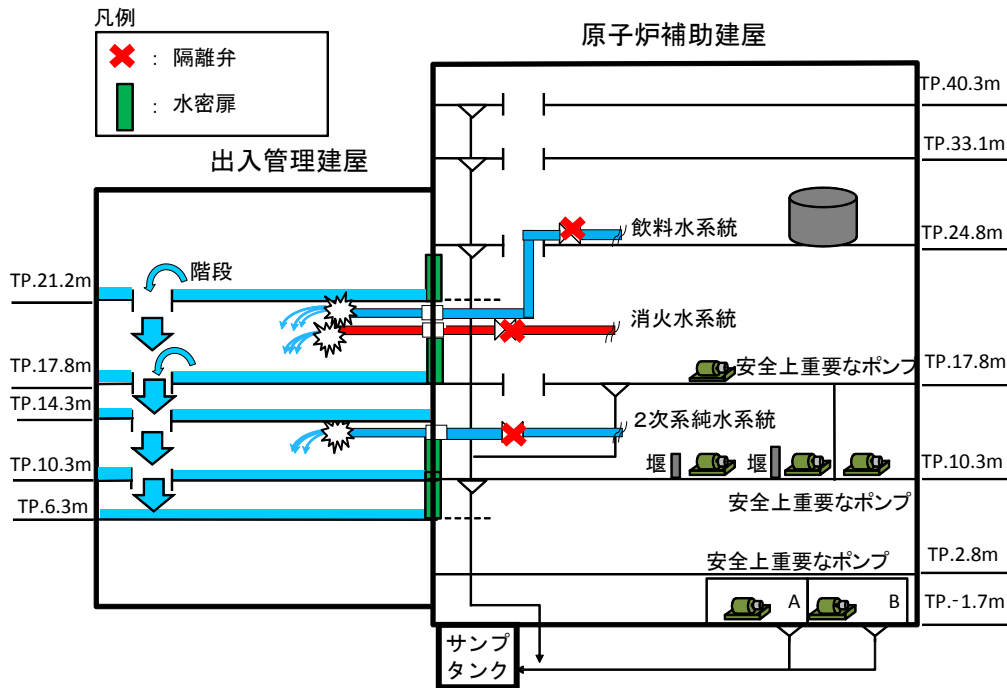 凡例
: 隔離弁
: 水密扉
原子炉補助建屋
出入管理建屋
TP.40.3m
TP.33.1m
飲料水系統
TP.24.8m
TP.21.2m
階段
消火水系統
TP.17.8m
安全上重要なポンプ
TP.17.8m
TP.14.3m
2次系純水系統
TP.10.3m
堰
堰
TP.10.3m
安全上重要なポンプ
TP.6.3m
安全上重要なポンプ
TP.2.8m
A
B
TP.-1.7m
サンプ
タンク